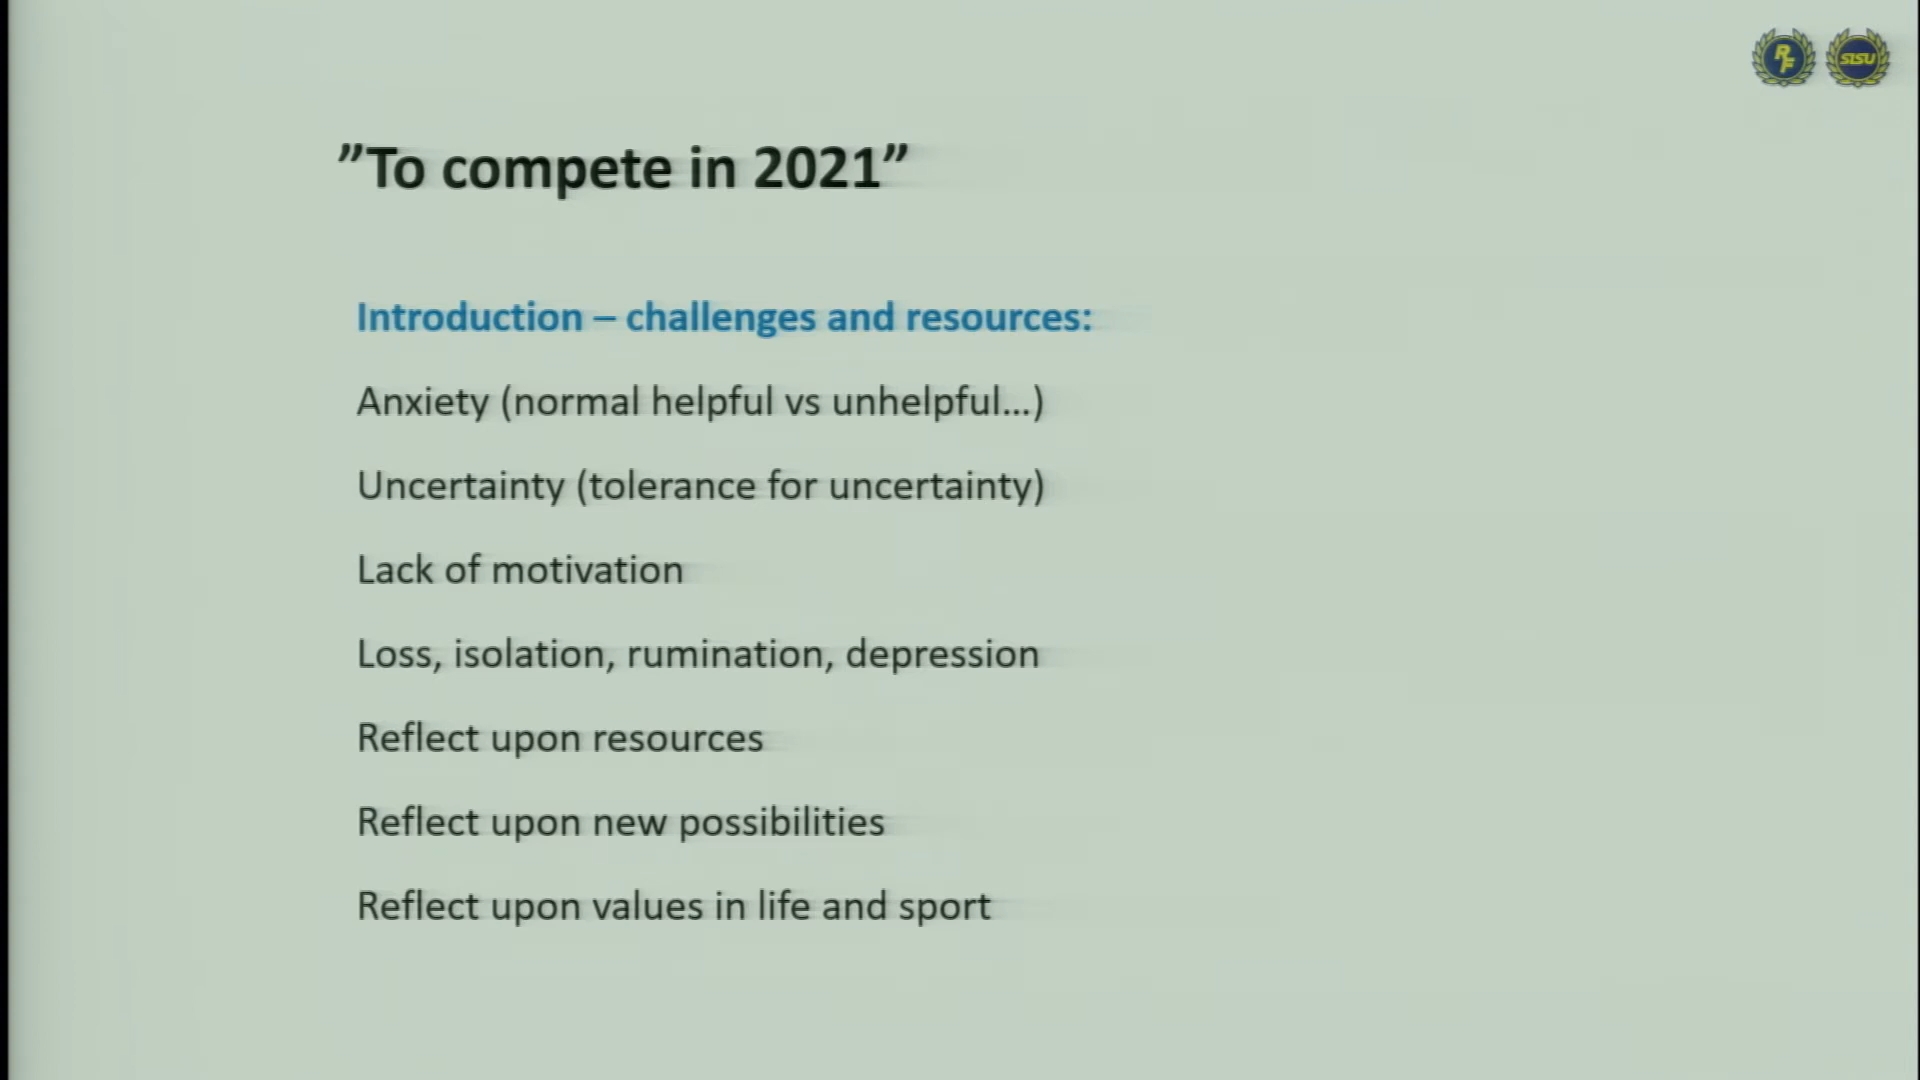 RF SISU
”To compete in 2021”
Introduction – challenges and resources:
Anxiety (normal helpful vs unhelpful...)
Uncertainty (tolerance for uncertainty)
Lack of motivation
Loss, isolation, rumination, depression
Reflect upon resources
Reflect upon new possibilities
Reflect upon values in life and sport